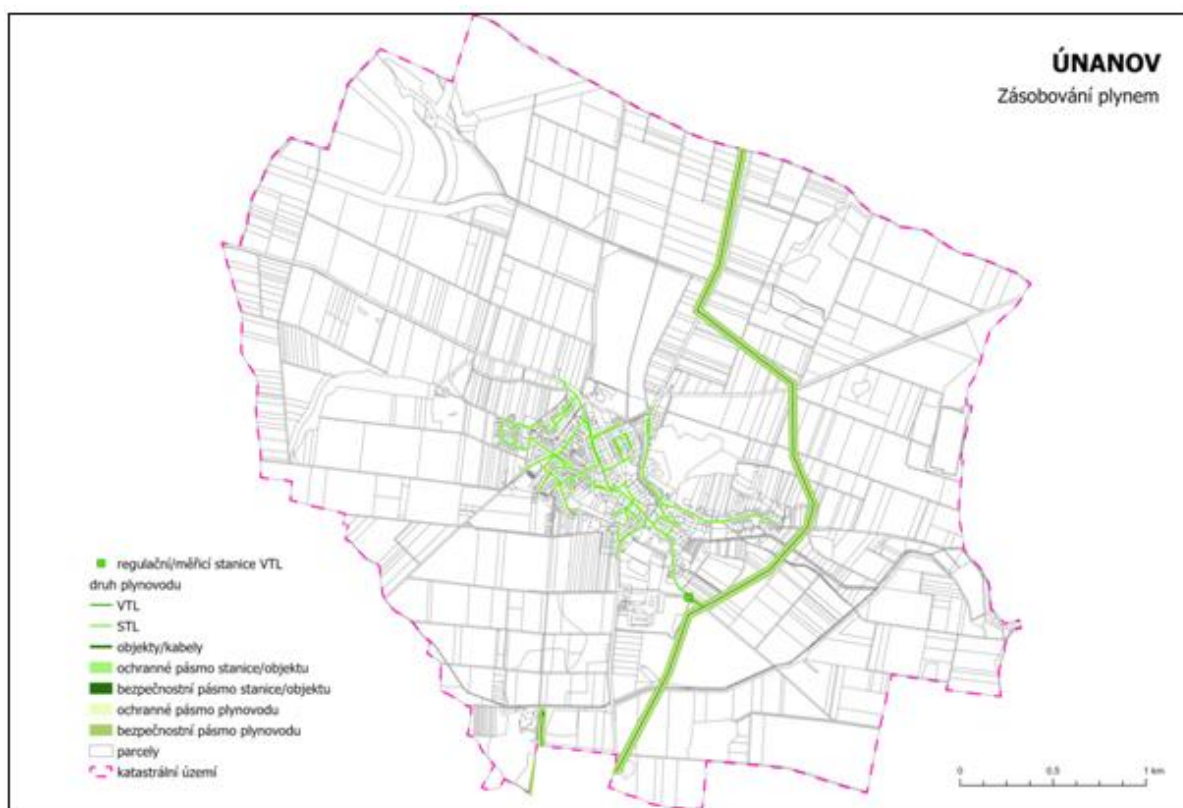 ÚNANOV
Zásobování plynem
regulační/měřicí stanice VTL
druh plynovodu
VTL
STL
objekty/kabely
ochranné pásmo stanice/objektu
bezpečnostní pásmo stanice/objektu
ochranné pásmo plynovodu
bezpečnostní pásmo plynovodu
parcely
katastrální území
0 0,5 1 km